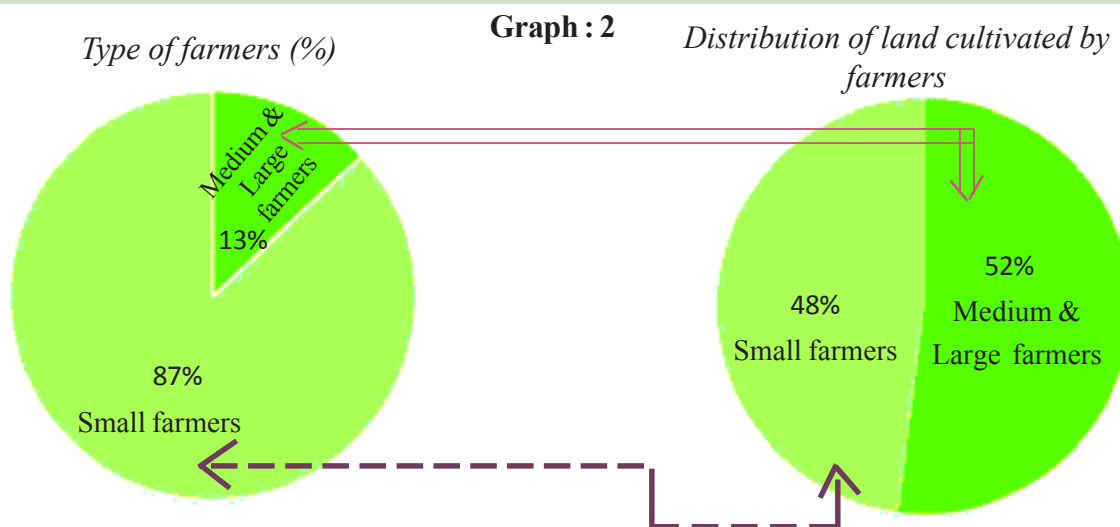 Graph : 2
Type of farmers (%)
Distribution of land cultivated by
farmers
Medium &
Large
farmers
13%
87%
Small farmers
48%
Small farmers
52%
Medium &
Large farmers